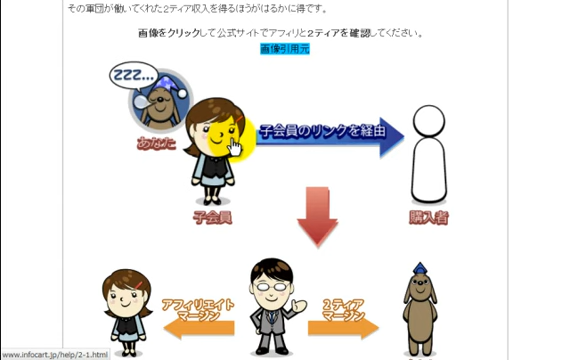 その軍団が働いてくれた2ティア収入を得るほうがはるかに得です。
画像をクリックして公式サイトでアフィリと2ティアを確認してください。
画像引用元
zzz...
あなた
子会員のリンクを経由
子会員
購入者
アフィリエイト
マージン
2ティア
マージン
www.infocart.jp/help/2-1.html